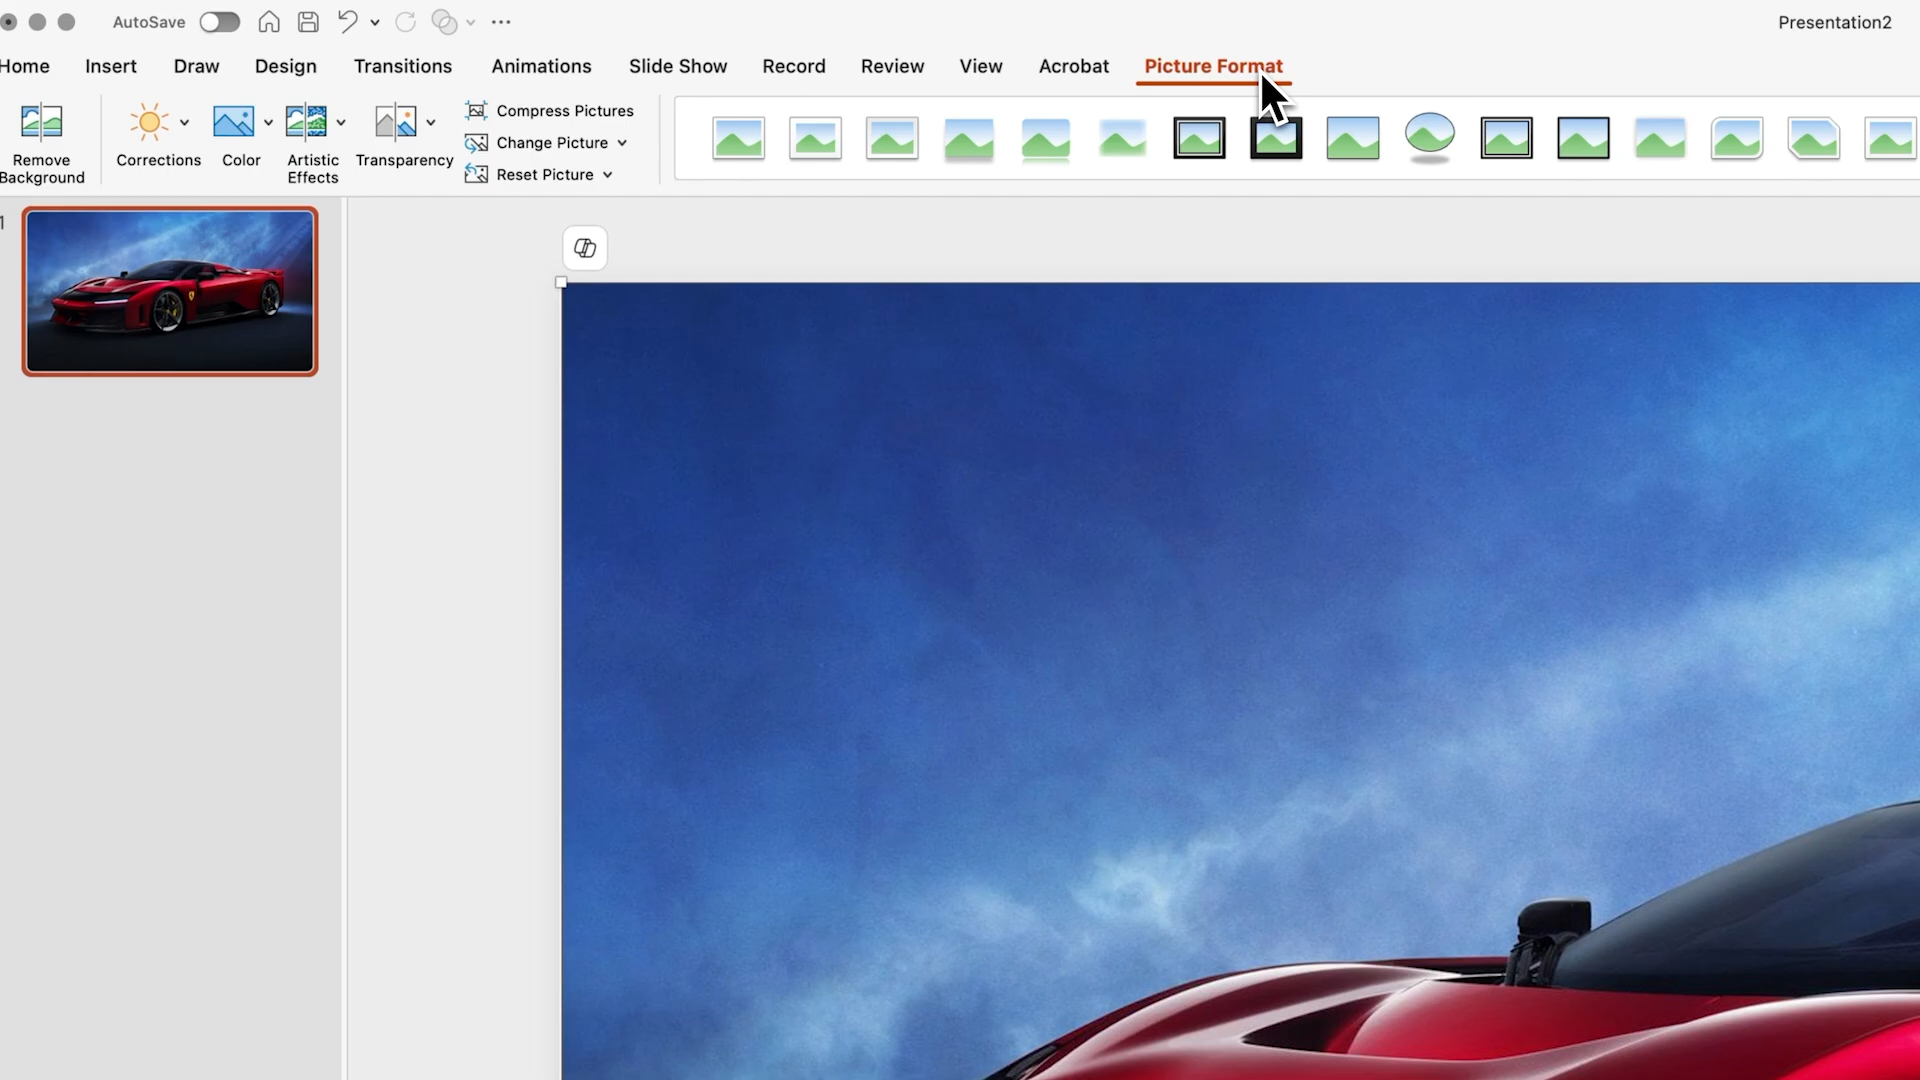 AutoSave
Presentation2
Home Insert Draw Design Transitions Animations Slide Show Record Review View Acrobat Picture Format
Remove
Background
Corrections
Color
Artistic
Effects
Transparency
Compress Pictures
Change Picture
Reset Picture
1